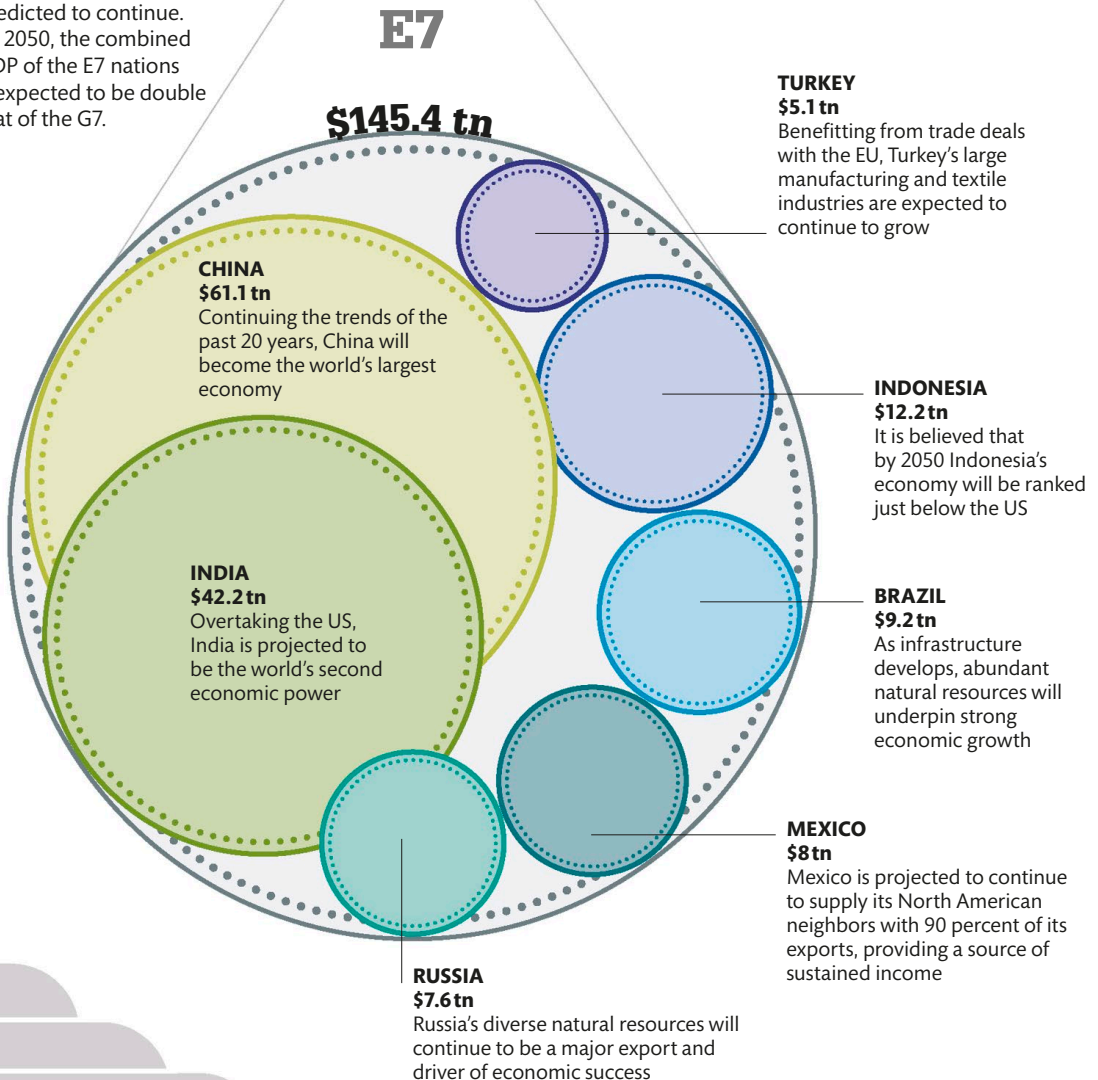 predicted to continue.
2050, the combined
of the E7 nations
expected to be double
of the G7.
E7
$145.4 tn
TURKEY
$5.1 tn
Benefitting from trade deals
with the EU, Turkey's large
manufacturing and textile
industries are expected to
continue to grow
CHINA
$61.1 tn
Continuing the trends of the
past 20 years, China will
become the world's largest
economy
INDONESIA
$12.2 tn
It is believed that
by 2050 Indonesia's
economy will be ranked
just below the US
INDIA
$42.2 tn
Overtaking the US,
India is projected to
be the world's second
economic power
BRAZIL
$9.2 tn
As infrastructure
develops, abundant
natural resources will
underpin strong
economic growth
MEXICO
$8 tn
Mexico is projected to continue
to supply its North American
neighbors with 90 percent of its
exports, providing a source of
sustained income
RUSSIA
$7.6 tn
Russia's diverse natural resources will
continue to be a major export and
driver of economic success